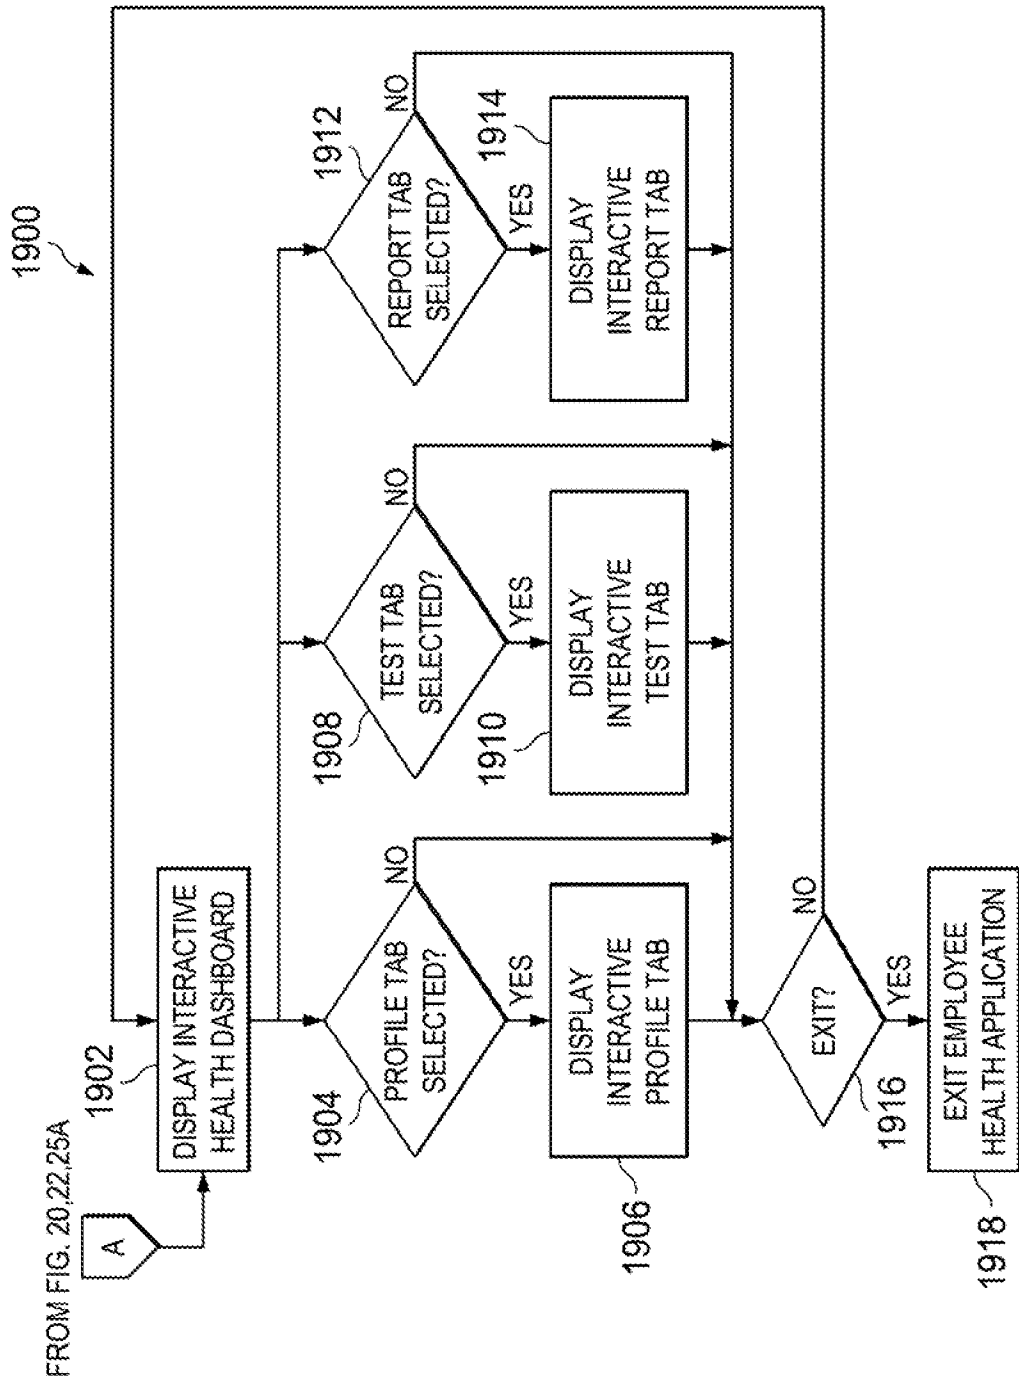 FROM FIG. 20,22,25A
A
1900
1902
DISPLAY INTERACTIVE
HEALTH DASHBOARD
1904
PROFILE TAB
SELECTED?
NO
YES
1908
TEST TAB
SELECTED?
NO
YES
1912
REPORT TAB
SELECTED?
NO
YES
1906
DISPLAY
INTERACTIVE
PROFILE TAB
1910
DISPLAY
INTERACTIVE
TEST TAB
1914
DISPLAY
INTERACTIVE
REPORT TAB
EXIT?
1916
NO
YES
1918
EXIT EMPLOYEE
HEALTH APPLICATION